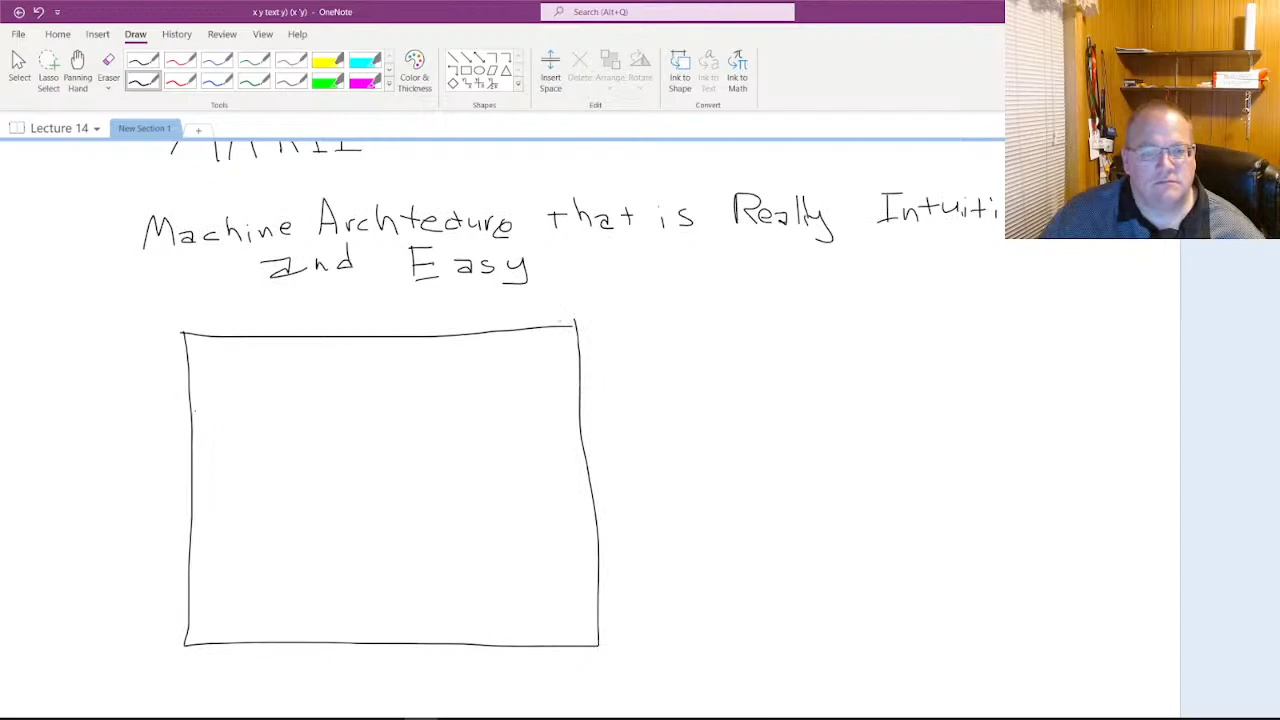 x y text y) (x 'y) - OneNote
Search (Alt+Q)
File Home Insert Draw History Review View Help
Select Lasso Select Panning Hand Eraser Color & Thickness Insert Space Delete Arrange Rotate Ink to Shape Ink to Text Ink to Math
Tools Shapes Edit Convert
Lecture 14 New Section 1 +
Machine Archtecture that is Really Intuiti
and Easy